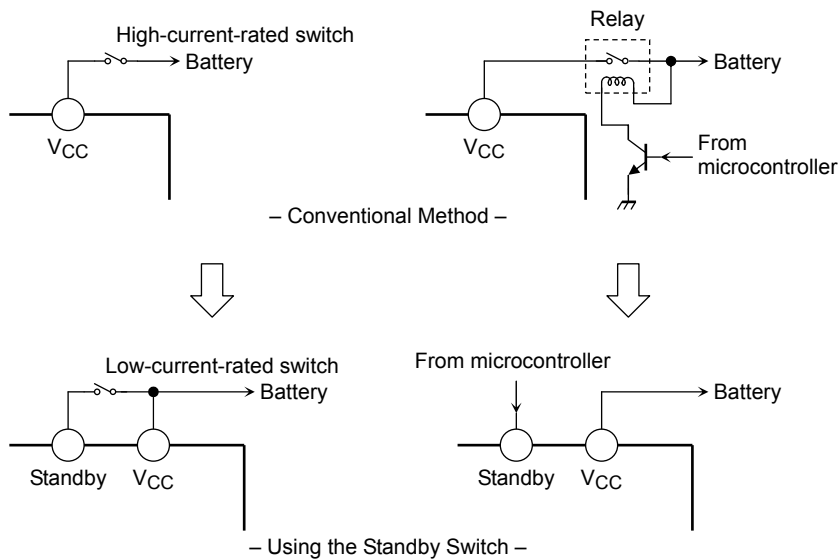 High-current-rated switch
Battery
VCC
Relay
Battery
VCC
From
microcontroller
– Conventional Method –
Low-current-rated switch
Battery
Standby
VCC
From microcontroller
Battery
Standby
VCC
– Using the Standby Switch –